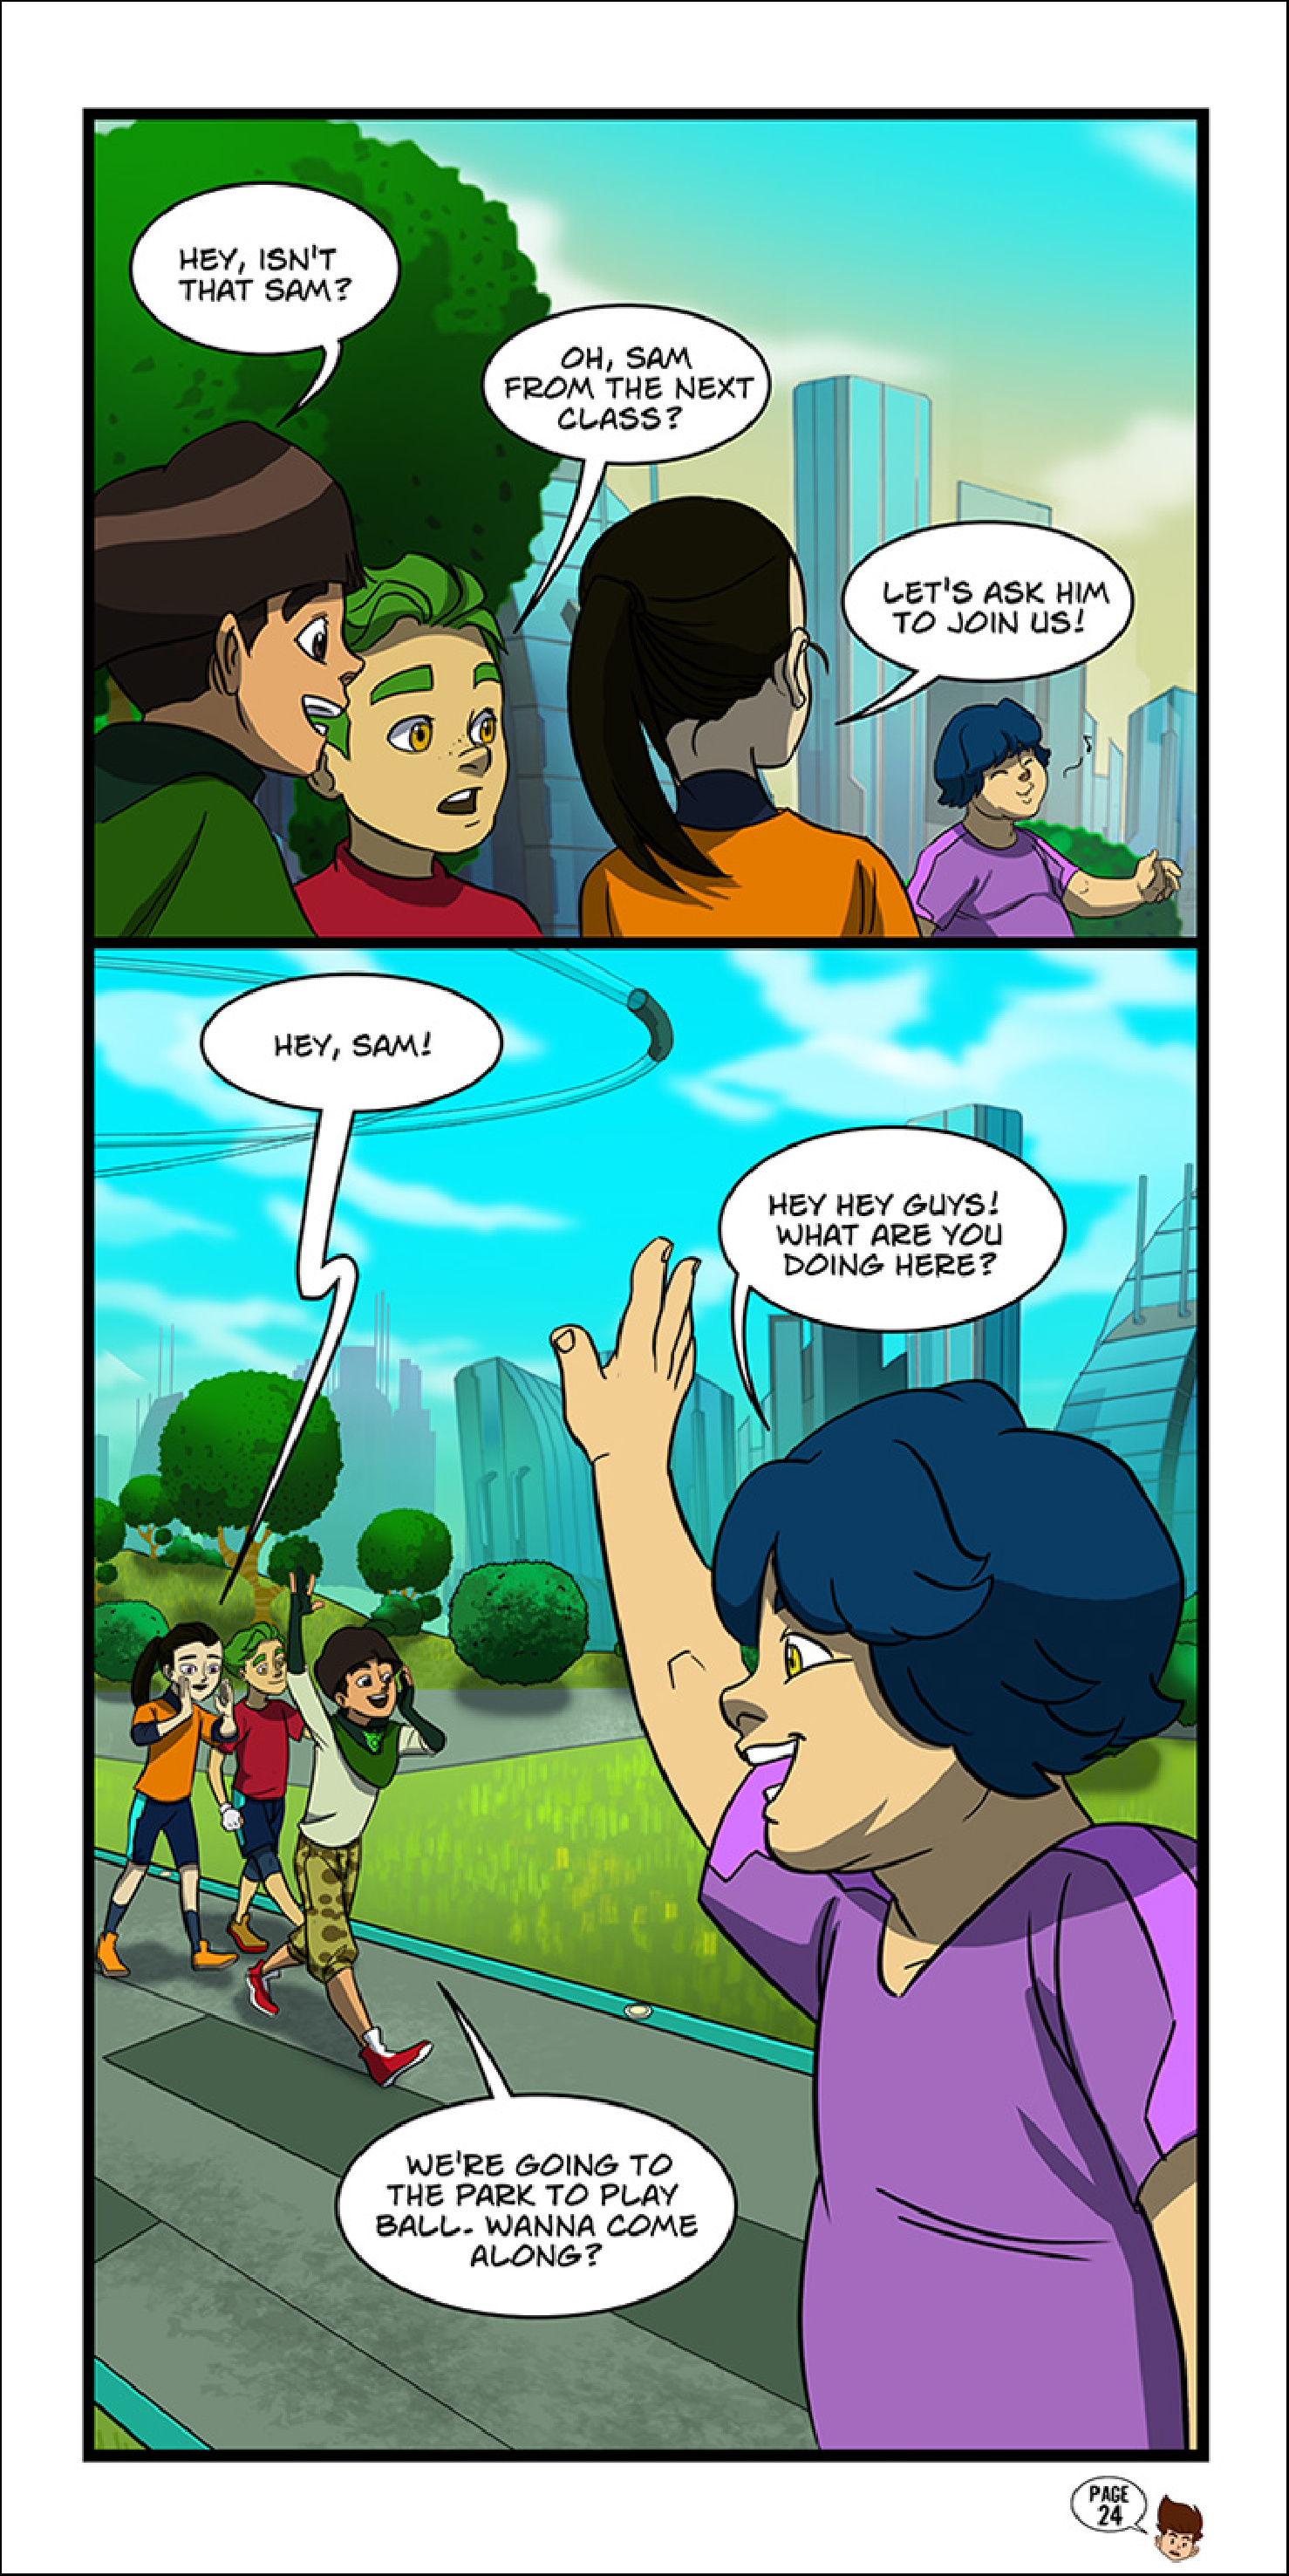 HEY, ISN'T
THAT SAM?
OH, SAM
FROM THE NEXT
CLASS?
LET'S ASK HIM
TO JOIN US!
HEY, SAM!
HEY HEY GUYS!
WHAT ARE YOU
DOING HERE?
WE'RE GOING TO
THE PARK TO PLAY
BALL. WANNA COME
ALONG?
PAGE
24